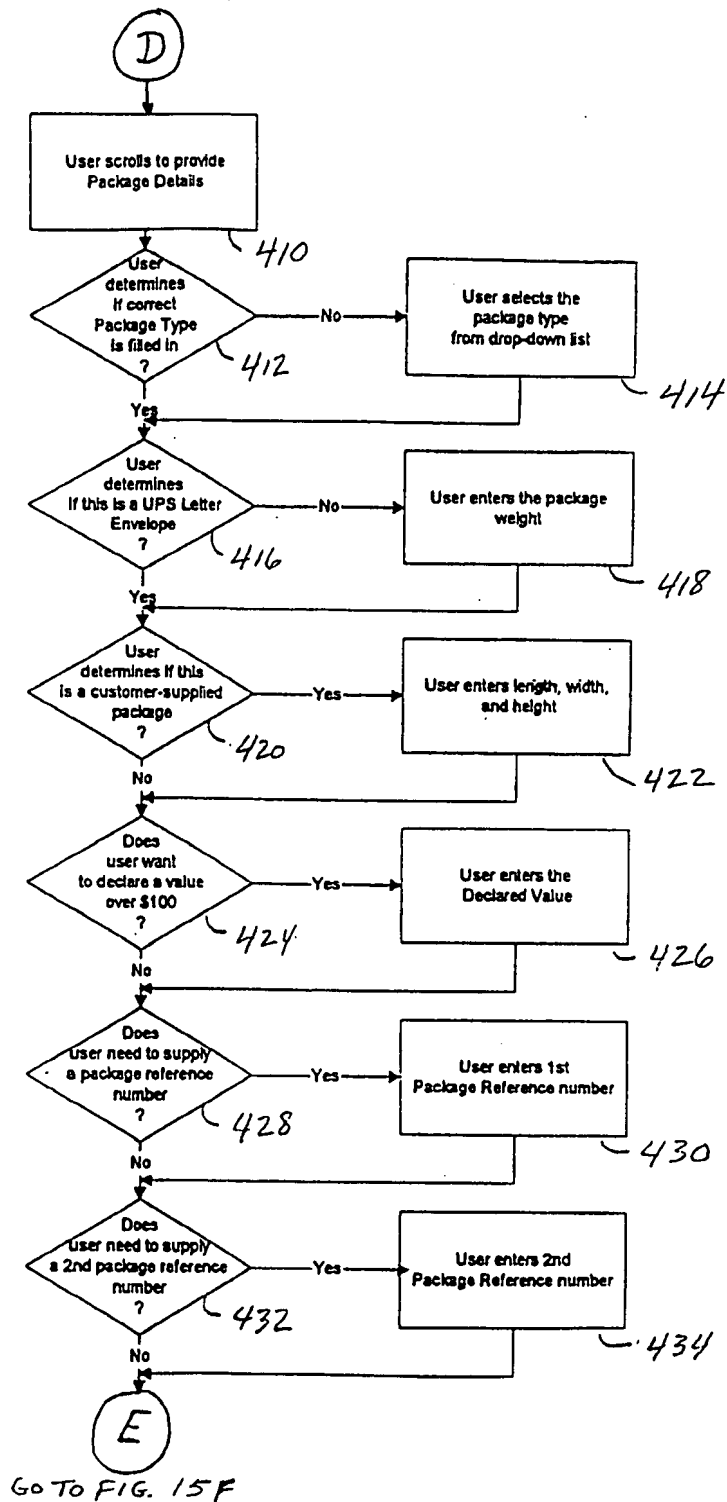 D
User scrolls to provide
Package Details
410
User
determines
if correct
Package Type
is filled in
?
412
No
User selects the
package type
from drop-down list
414
Yes
User
determines
if this is a UPS Letter
Envelope
?
416
No
User enters the package
weight
418
Yes
User
determines if this
is a customer-supplied
package
?
420
Yes
User enters length, width,
and height
422
No
Does
user want
to declare a value
over $100
?
424
Yes
User enters the
Declared Value
426
No
Does
user need to supply
a package reference
number
?
428
Yes
User enters 1st
Package Reference number
430
No
Does
user need to supply
a 2nd package reference
number
?
432
Yes
User enters 2nd
Package Reference number
434
No
E
GO TO FIG. 15F